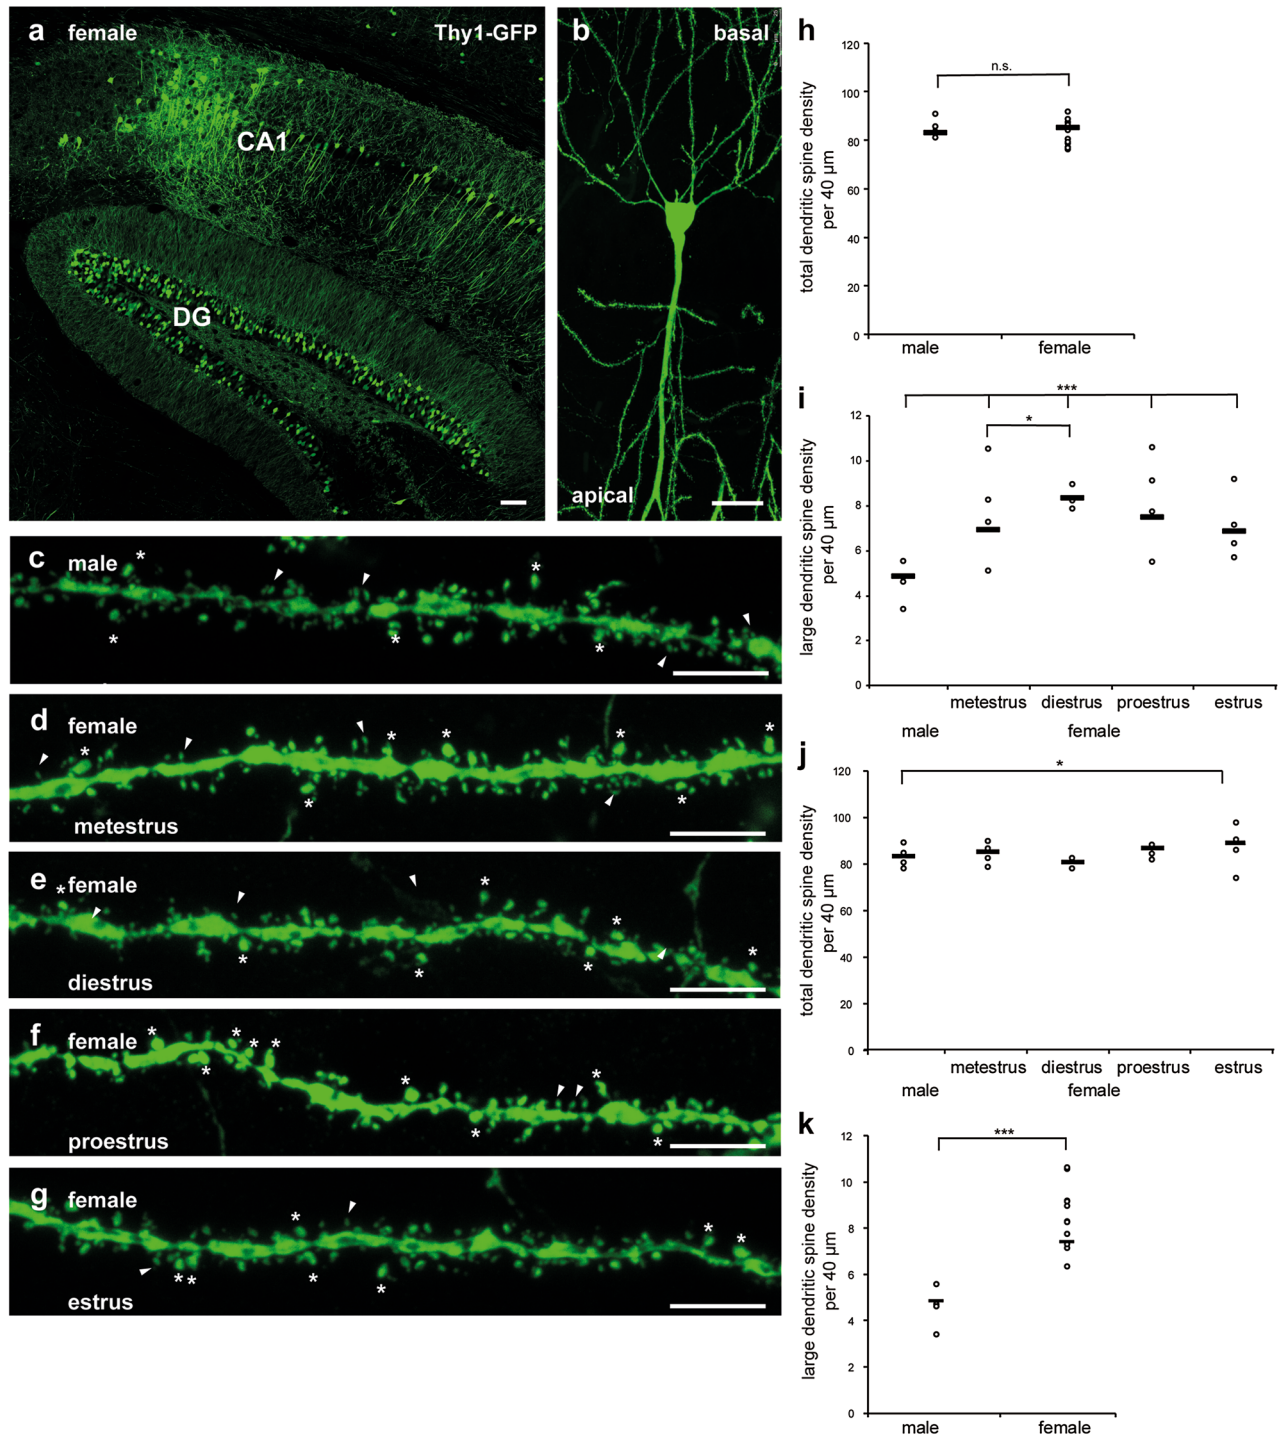 a female Thy1-GFP
CA1
DG
b basal
apical
c male
* * * * *
d female
* * * * * * *
metestrus
e female
* * * * * * *
diestrus
f female
* * * * * * * * *
proestrus
g female
* * * * * * *
estrus
h
total dendritic spine density
per 40 µm
n.s.
120
100
80
60
40
20
0
male female
i
large dendritic spine density
per 40 µm
***
*
12
10
8
6
4
2
0
metestrus diestrus proestrus estrus
male female
j
total dendritic spine density
per 40 µm
*
120
100
80
60
40
20
0
metestrus diestrus proestrus estrus
male female
k
large dendritic spine density
per 40 µm
***
12
10
8
6
4
2
0
male female